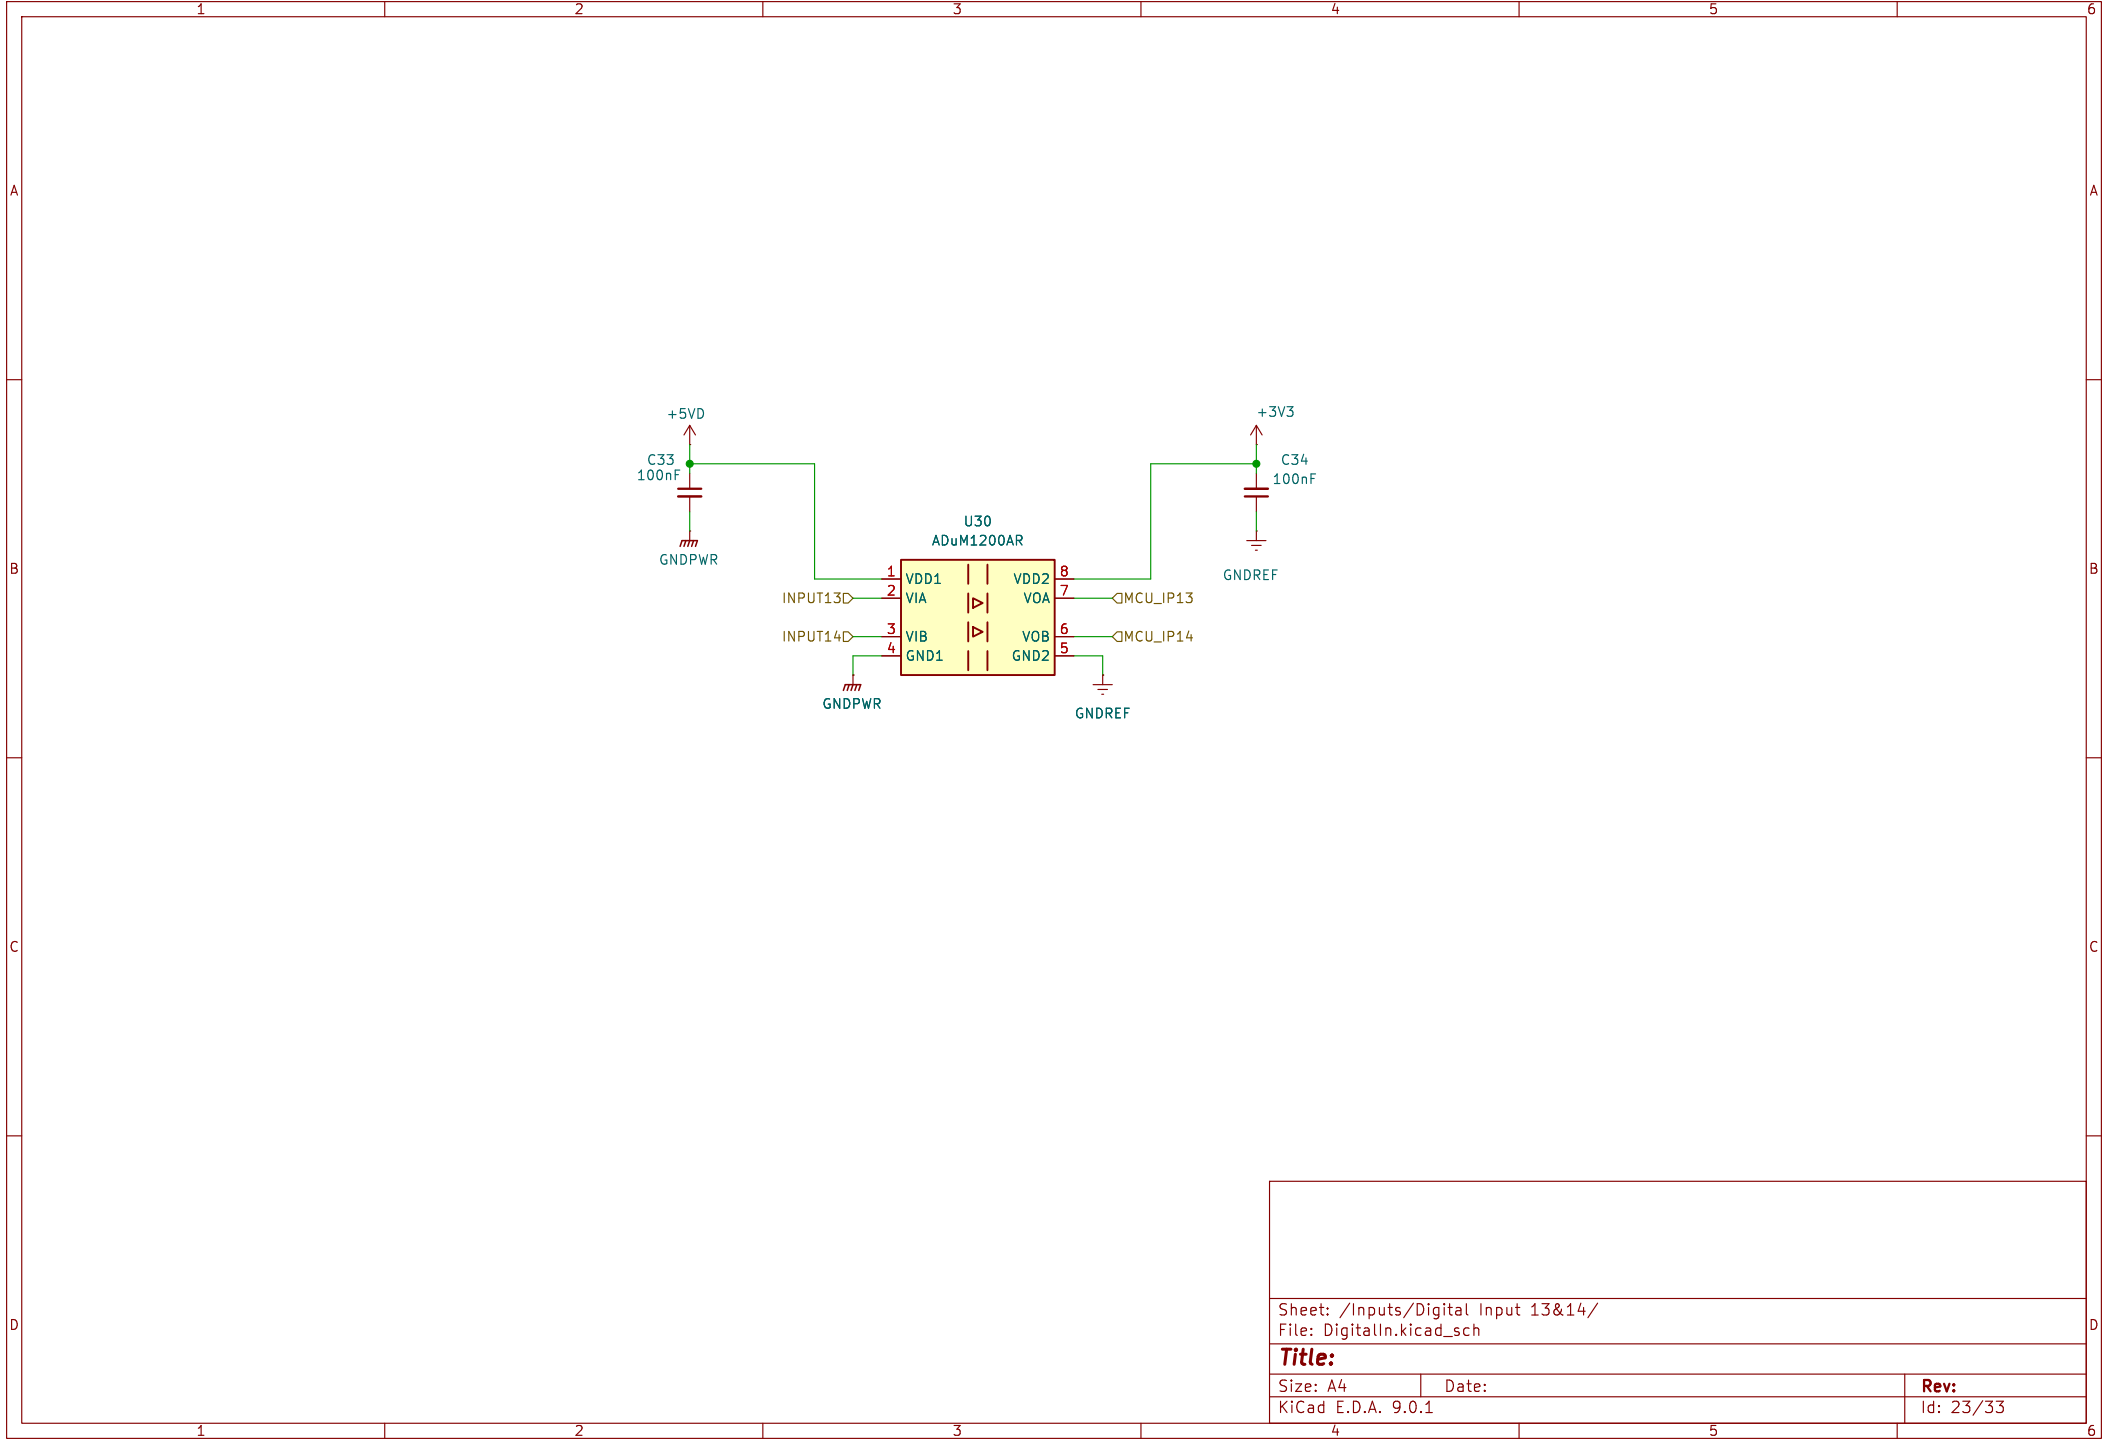 1 2 3 4 5 6
A A
+5VD +3V3
C33 C34
100nF 100nF
U30
ADuM1200AR
GNDPWR
B B
GNDREF
1 VDD1 VDD2 8
INPUT13 2 VIA VOA 7 MCU_IP13
INPUT14 3 VIB VOB 6 MCU_IP14
4 GND1 GND2 5
GNDPWR
GNDREF
C C
Sheet: /Inputs/Digital Input 13&14/
D D
File: DigitalIn.kicad_sch
Title:
Size: A4 Date: Rev:
KiCad E.D.A. 9.0.1 Id: 23/33
1 2 3 4 5 6